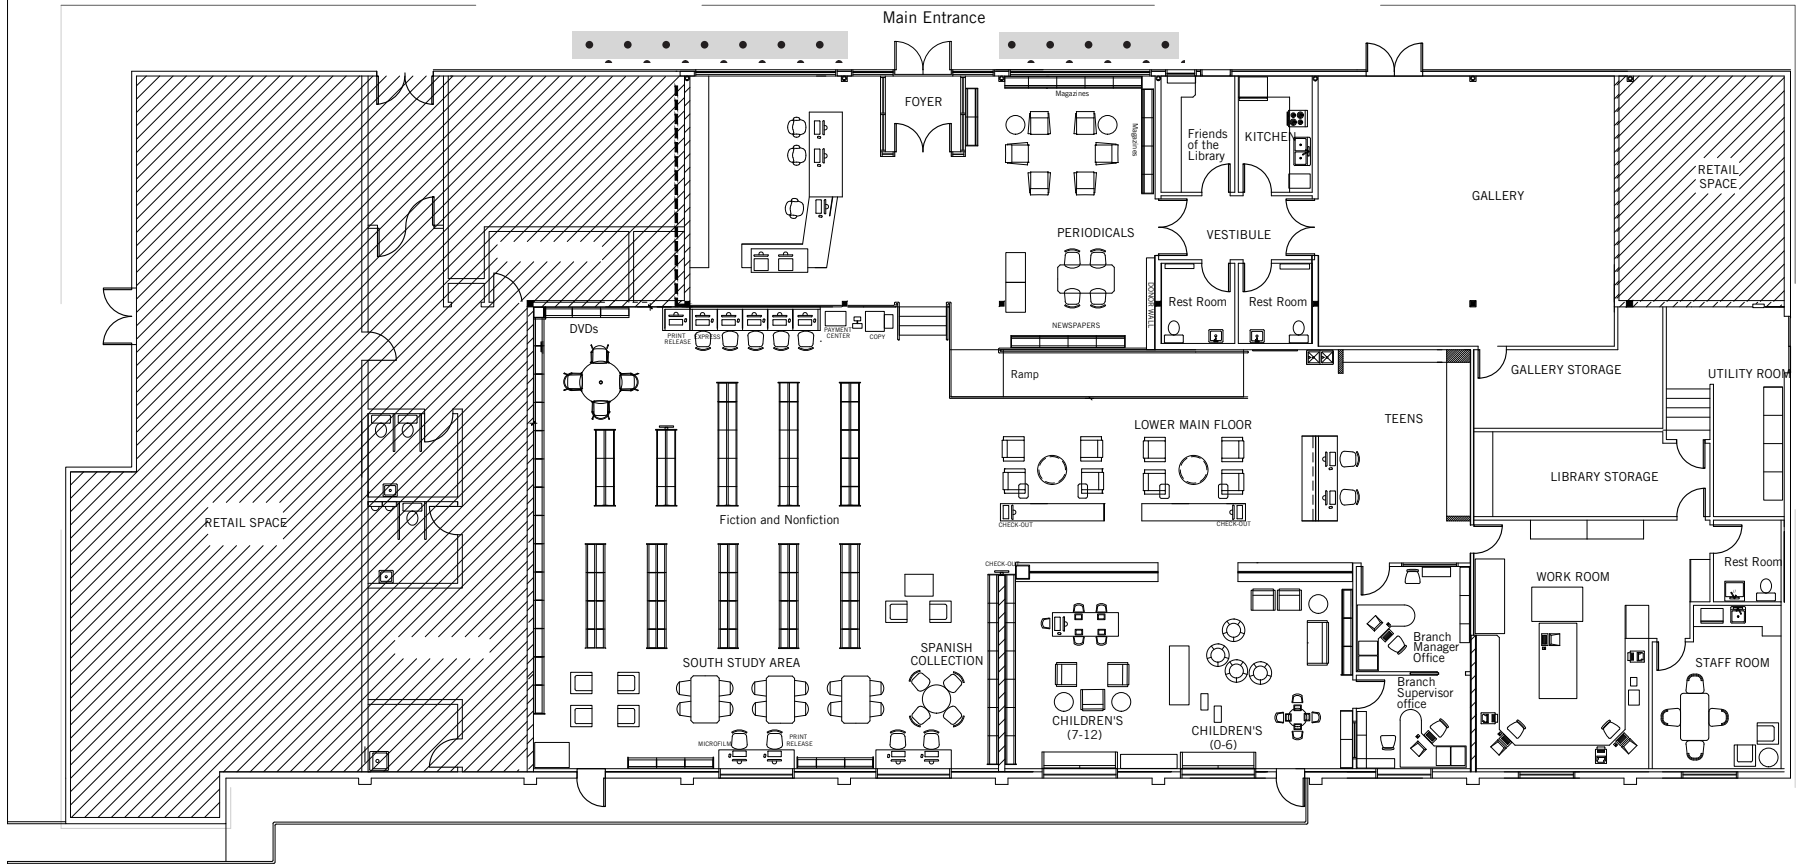 Main Entrance
FOYER
Magazines
Magazines
Friends
of the
Library
KITCHEN
GALLERY
RETAIL
SPACE
PERIODICALS
VESTIBULE
Rest Room
Rest Room
DONOR WALL
NEWSPAPERS
DVDs
PRINT
RELEASE
EXPRESS
PAYMENT
CENTER
COPY
Ramp
GALLERY STORAGE
UTILITY ROOM
TEENS
LOWER MAIN FLOOR
LIBRARY STORAGE
RETAIL SPACE
Fiction and Nonfiction
CHECK-OUT
CHECK-OUT
CHECK-OUT
WORK ROOM
Rest Room
Branch
Manager
Office
SPANISH
COLLECTION
SOUTH STUDY AREA
STAFF ROOM
Branch
Supervisor
office
CHILDREN'S
(7-12)
CHILDREN'S
(0-6)
MICROFILM
PRINT
RELEASE